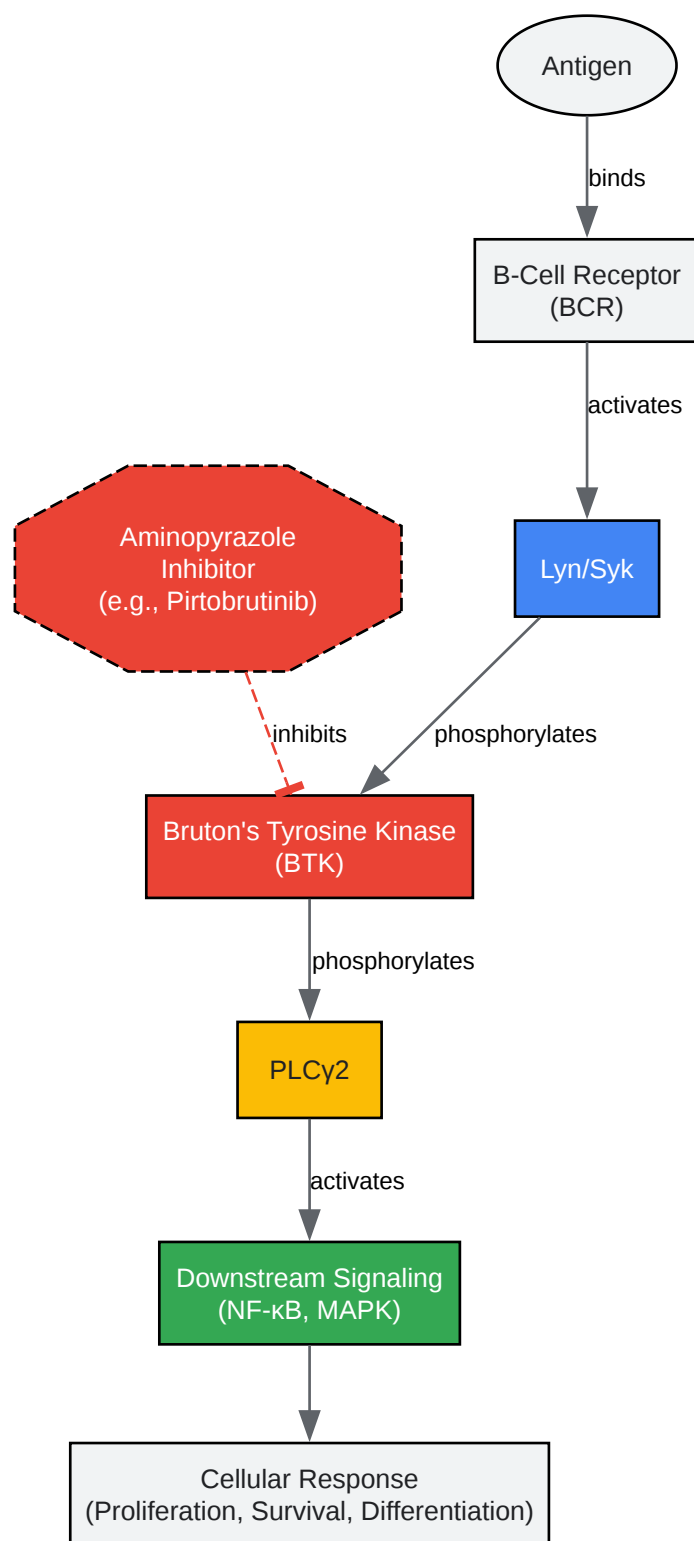 Antigen
binds
B-Cell Receptor
(BCR)
activates
Aminopyrazole
Inhibitor
(e.g., Pirtobrutinib)
Lyn/Syk
inhibits
phosphorylates
Bruton's Tyrosine Kinase
(BTK)
phosphorylates
PLCγ2
activates
Downstream Signaling
(NF-κB, MAPK)
Cellular Response
(Proliferation, Survival, Differentiation)